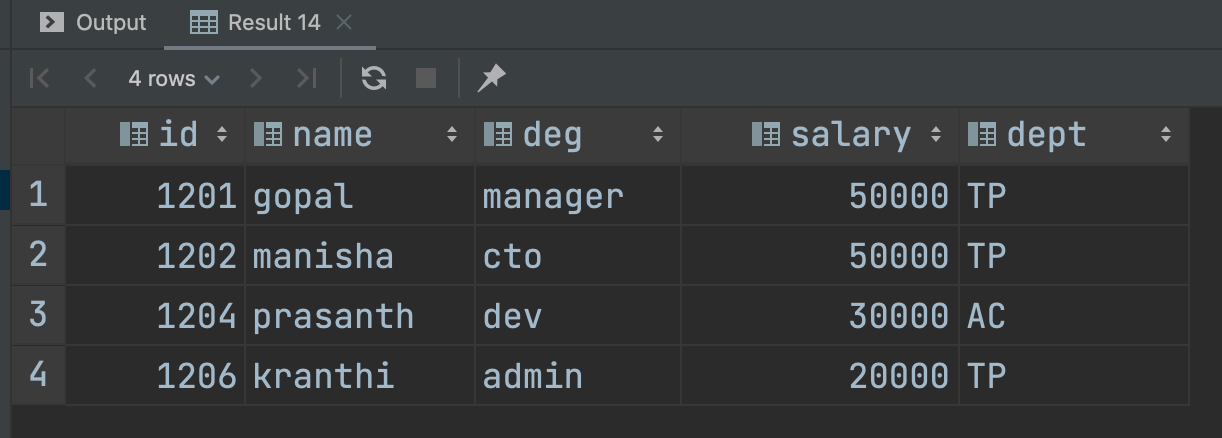 Output Result 14
4 rows
id name deg salary dept
1 1201 gopal manager 50000 TP
2 1202 manisha cto 50000 TP
3 1204 prasanth dev 30000 AC
4 1206 kranthi admin 20000 TP